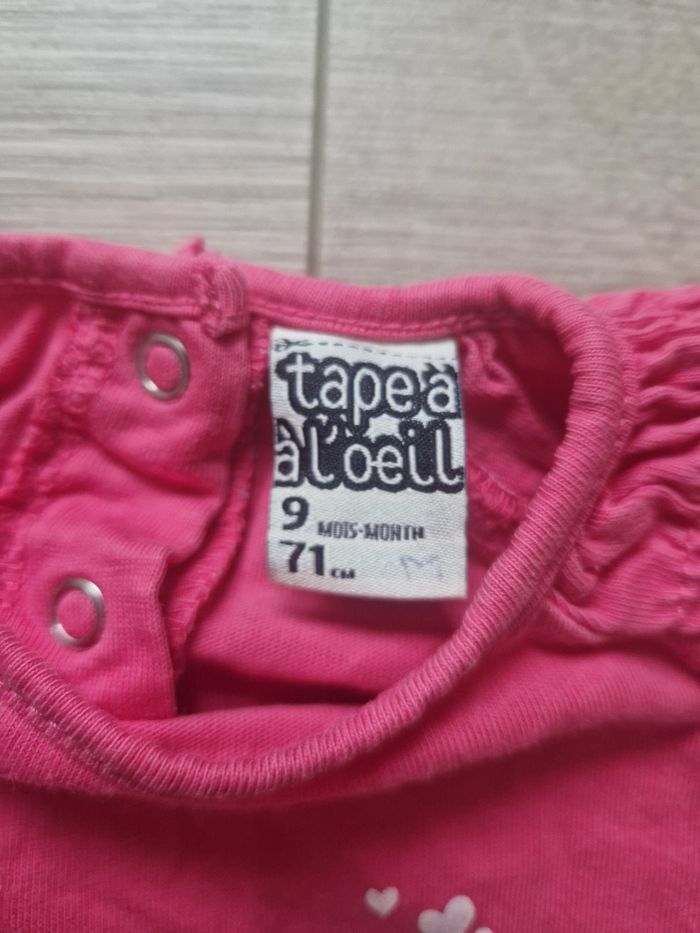 tape à
à l'oeil
9 MOIS-MONTH
71 CM